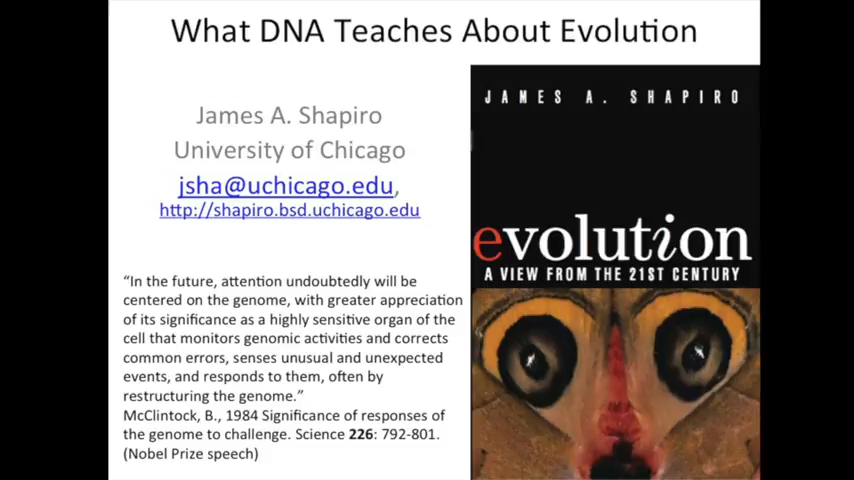 What DNA Teaches About Evolution
James A. Shapiro
University of Chicago
jsha@uchicago.edu,
http://shapiro.bsd.uchicago.edu
“In the future, attention undoubtedly will be
centered on the genome, with greater appreciation
of its significance as a highly sensitive organ of the
cell that monitors genomic activities and corrects
common errors, senses unusual and unexpected
events, and responds to them, often by
restructuring the genome.”
McClintock, B., 1984 Significance of responses of
the genome to challenge. Science 226: 792-801.
(Nobel Prize speech)
JAMES A. SHAPIRO
evolution
A VIEW FROM THE 21ST CENTURY